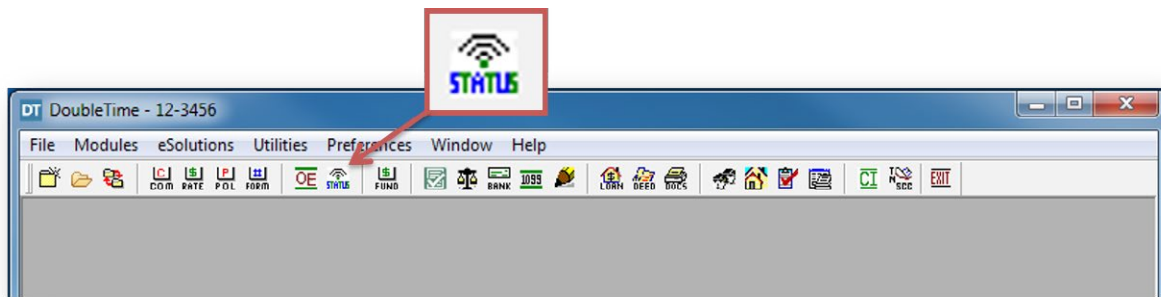 STATUS
DT DoubleTime - 12-3456
File Modules eSolutions Utilities Preferences Window Help
COM RATE POL FORM OE STATUS $ FUND BANK 1099 LOAN DEED DOCS CI SCC EXIT